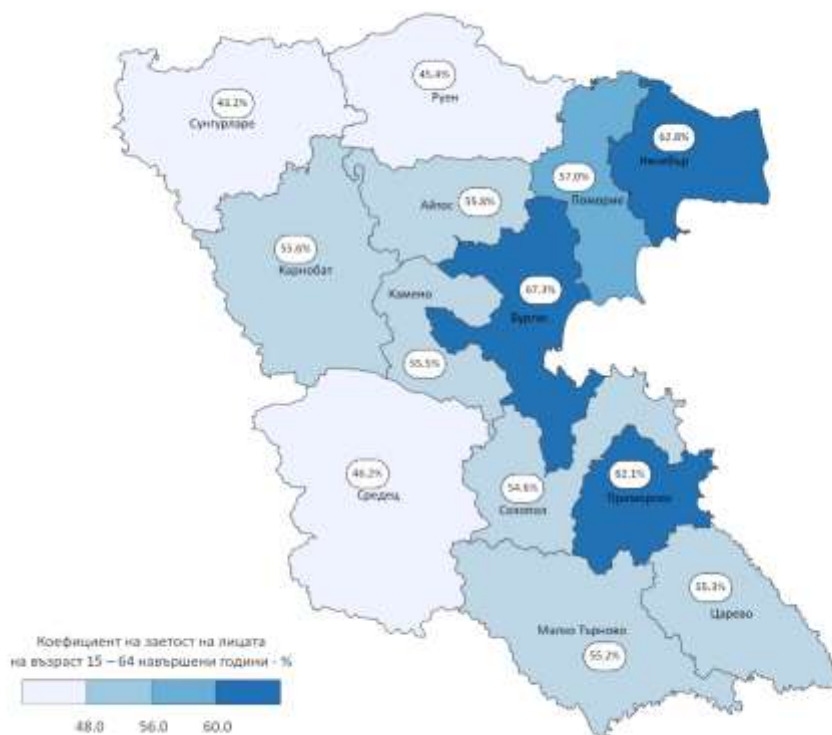 45.4%
Руен
43.2%
Сунгурларе
62.8%
Несебър
57.0%
Поморие
Айтос 55.8%
53.6%
Карнобат
67.3%
Бургас
Камено
55.5%
46.2%
Средец
54.6%
Созопол
62.1%
Приморско
55.3%
Царево
Малко Търново
55.2%
Коефициент на заетост на лицата
на възраст 15 – 64 навършени години - %
48.0 56.0 60.0